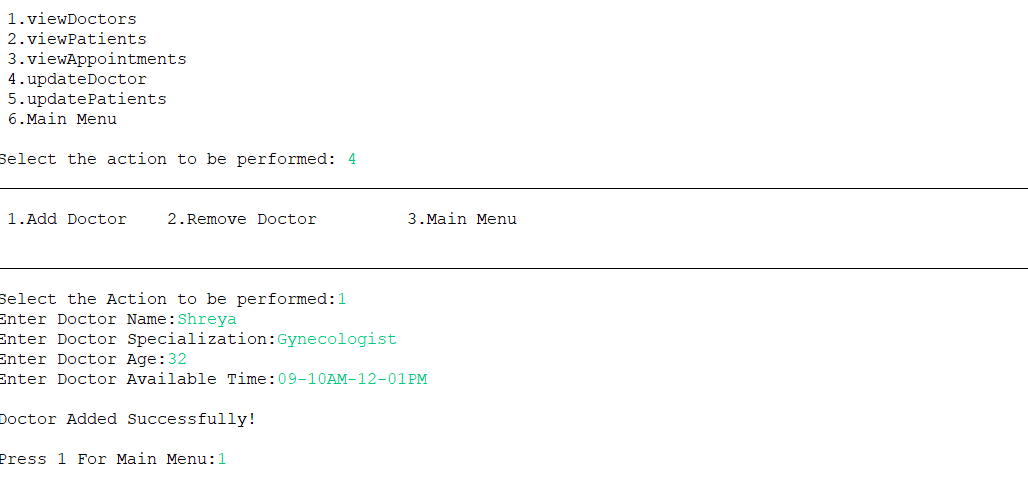 1.viewDoctors
2.viewPatients
3.viewAppointments
4.updateDoctor
5.updatePatients
6.Main Menu
Select the action to be performed: 4
1.Add Doctor    2.Remove Doctor         3.Main Menu
Select the Action to be performed:1
Enter Doctor Name:Shreya
Enter Doctor Specialization:Gynecologist
Enter Doctor Age:32
Enter Doctor Available Time:09-10AM-12-01PM
Doctor Added Successfully!
Press 1 For Main Menu:1